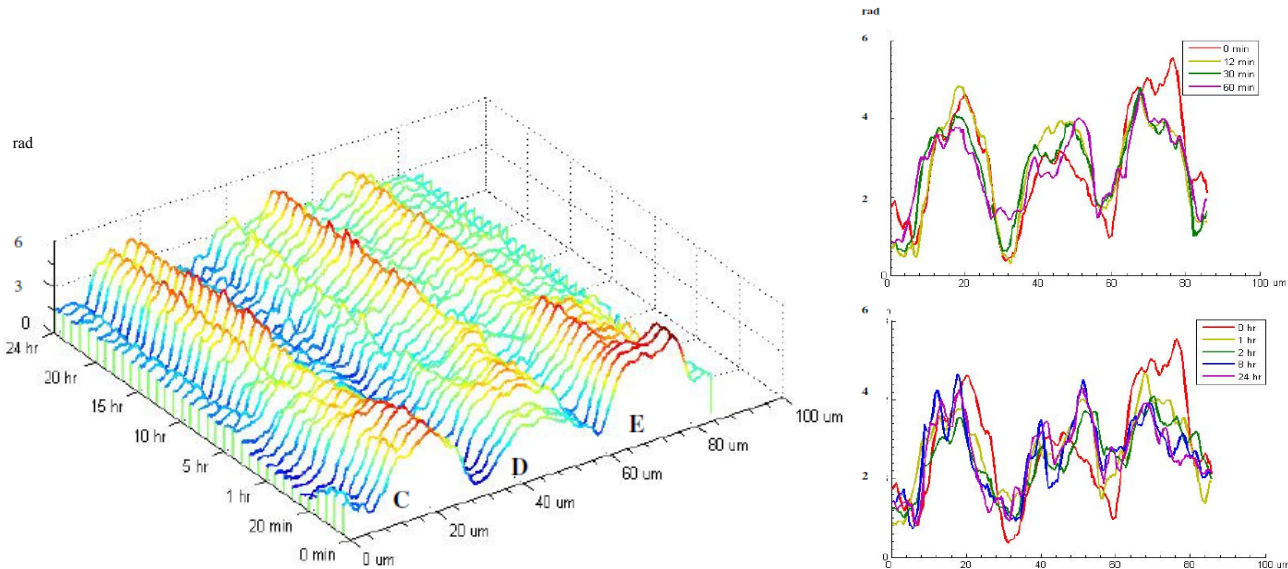 rad
6
3
0
24 hr
20 hr
15 hr
10 hr
5 hr
1 hr
20 min
0 min
0 um
20 um
40 um
60 um
80 um
100 um
C
D
E
rad
6
4
2
0
0 20 40 60 80 100 um
0 min
12 min
30 min
60 min
6
4
2
0
0 20 40 60 80 100 um
0 hr
1 hr
2 hr
8 hr
24 hr